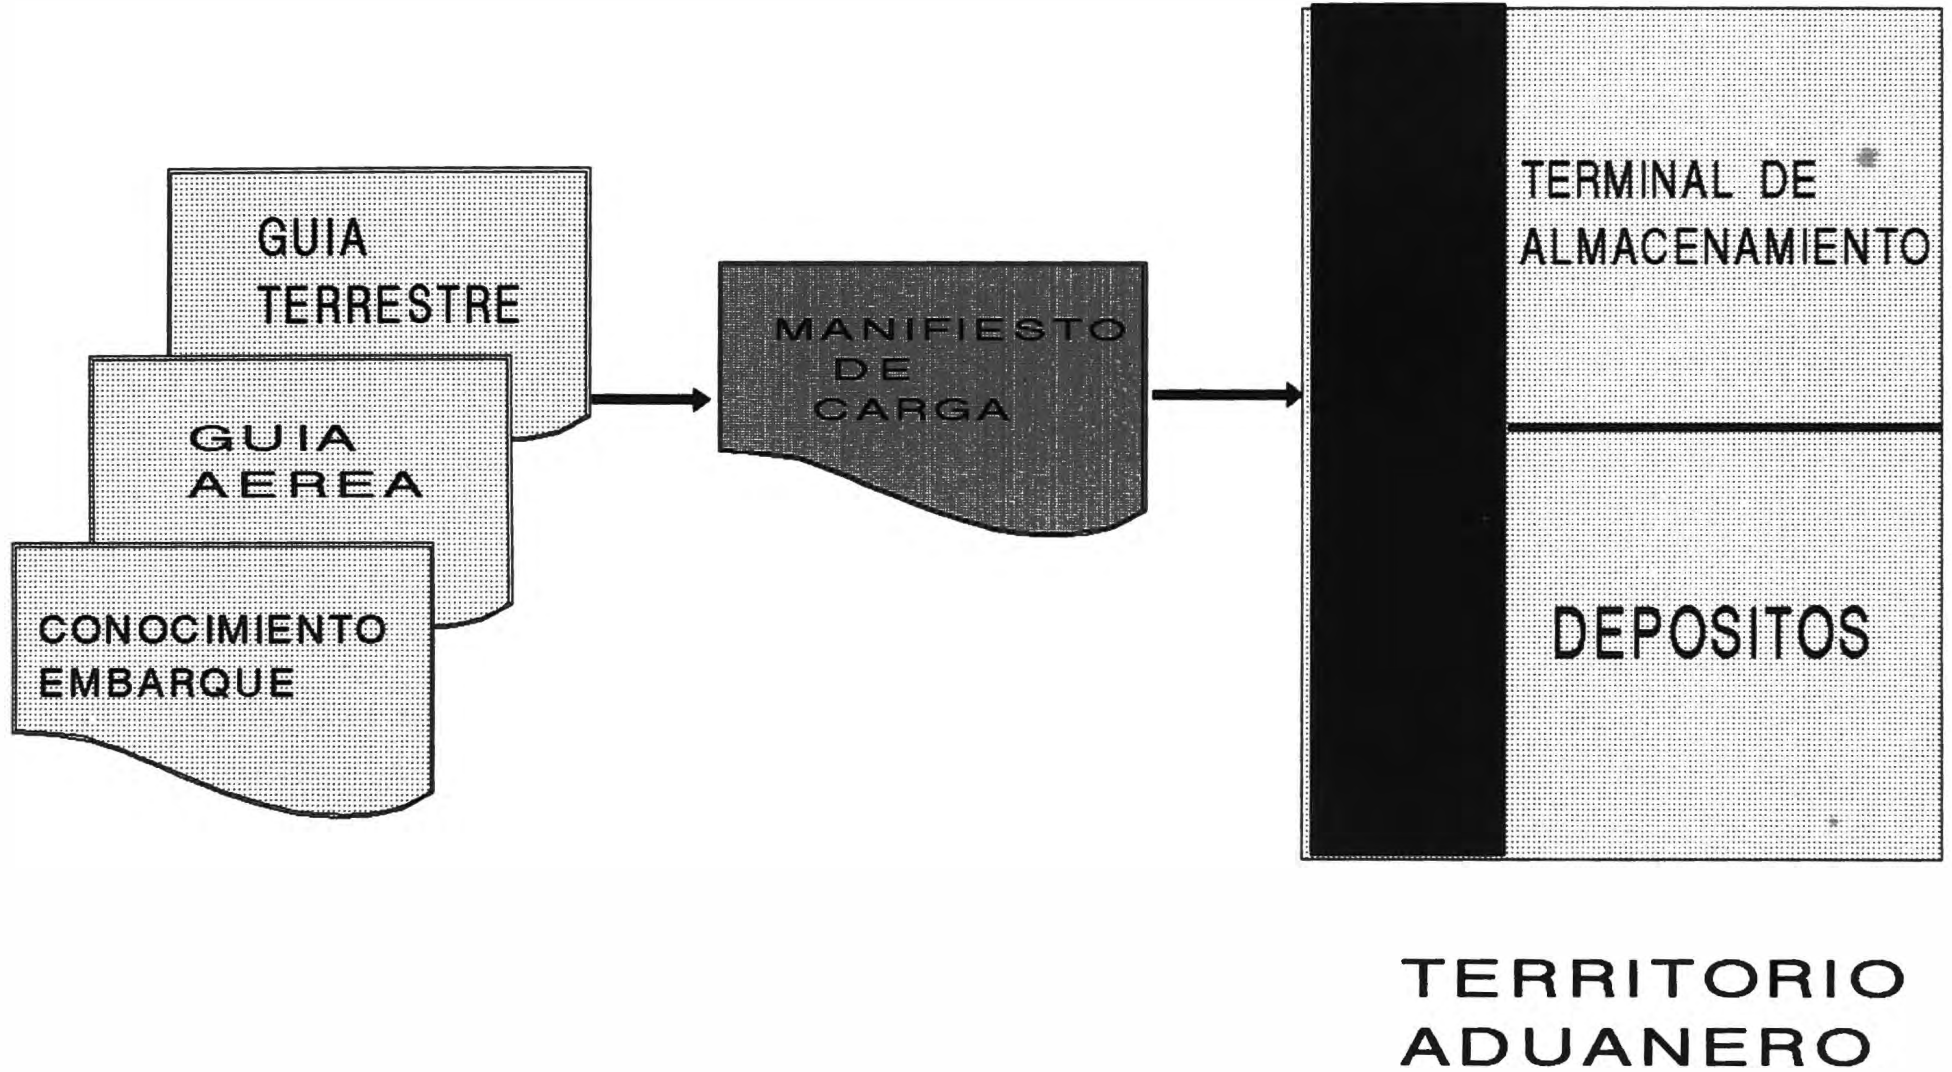 GUIA
TERRESTRE
GUIA
AEREA
CONOCIMIENTO
EMBARQUE
MANIFIESTO
DE
CARGA
TERMINAL DE
ALMACENAMIENTO
DEPOSITOS
TERRITORIO
ADUANERO